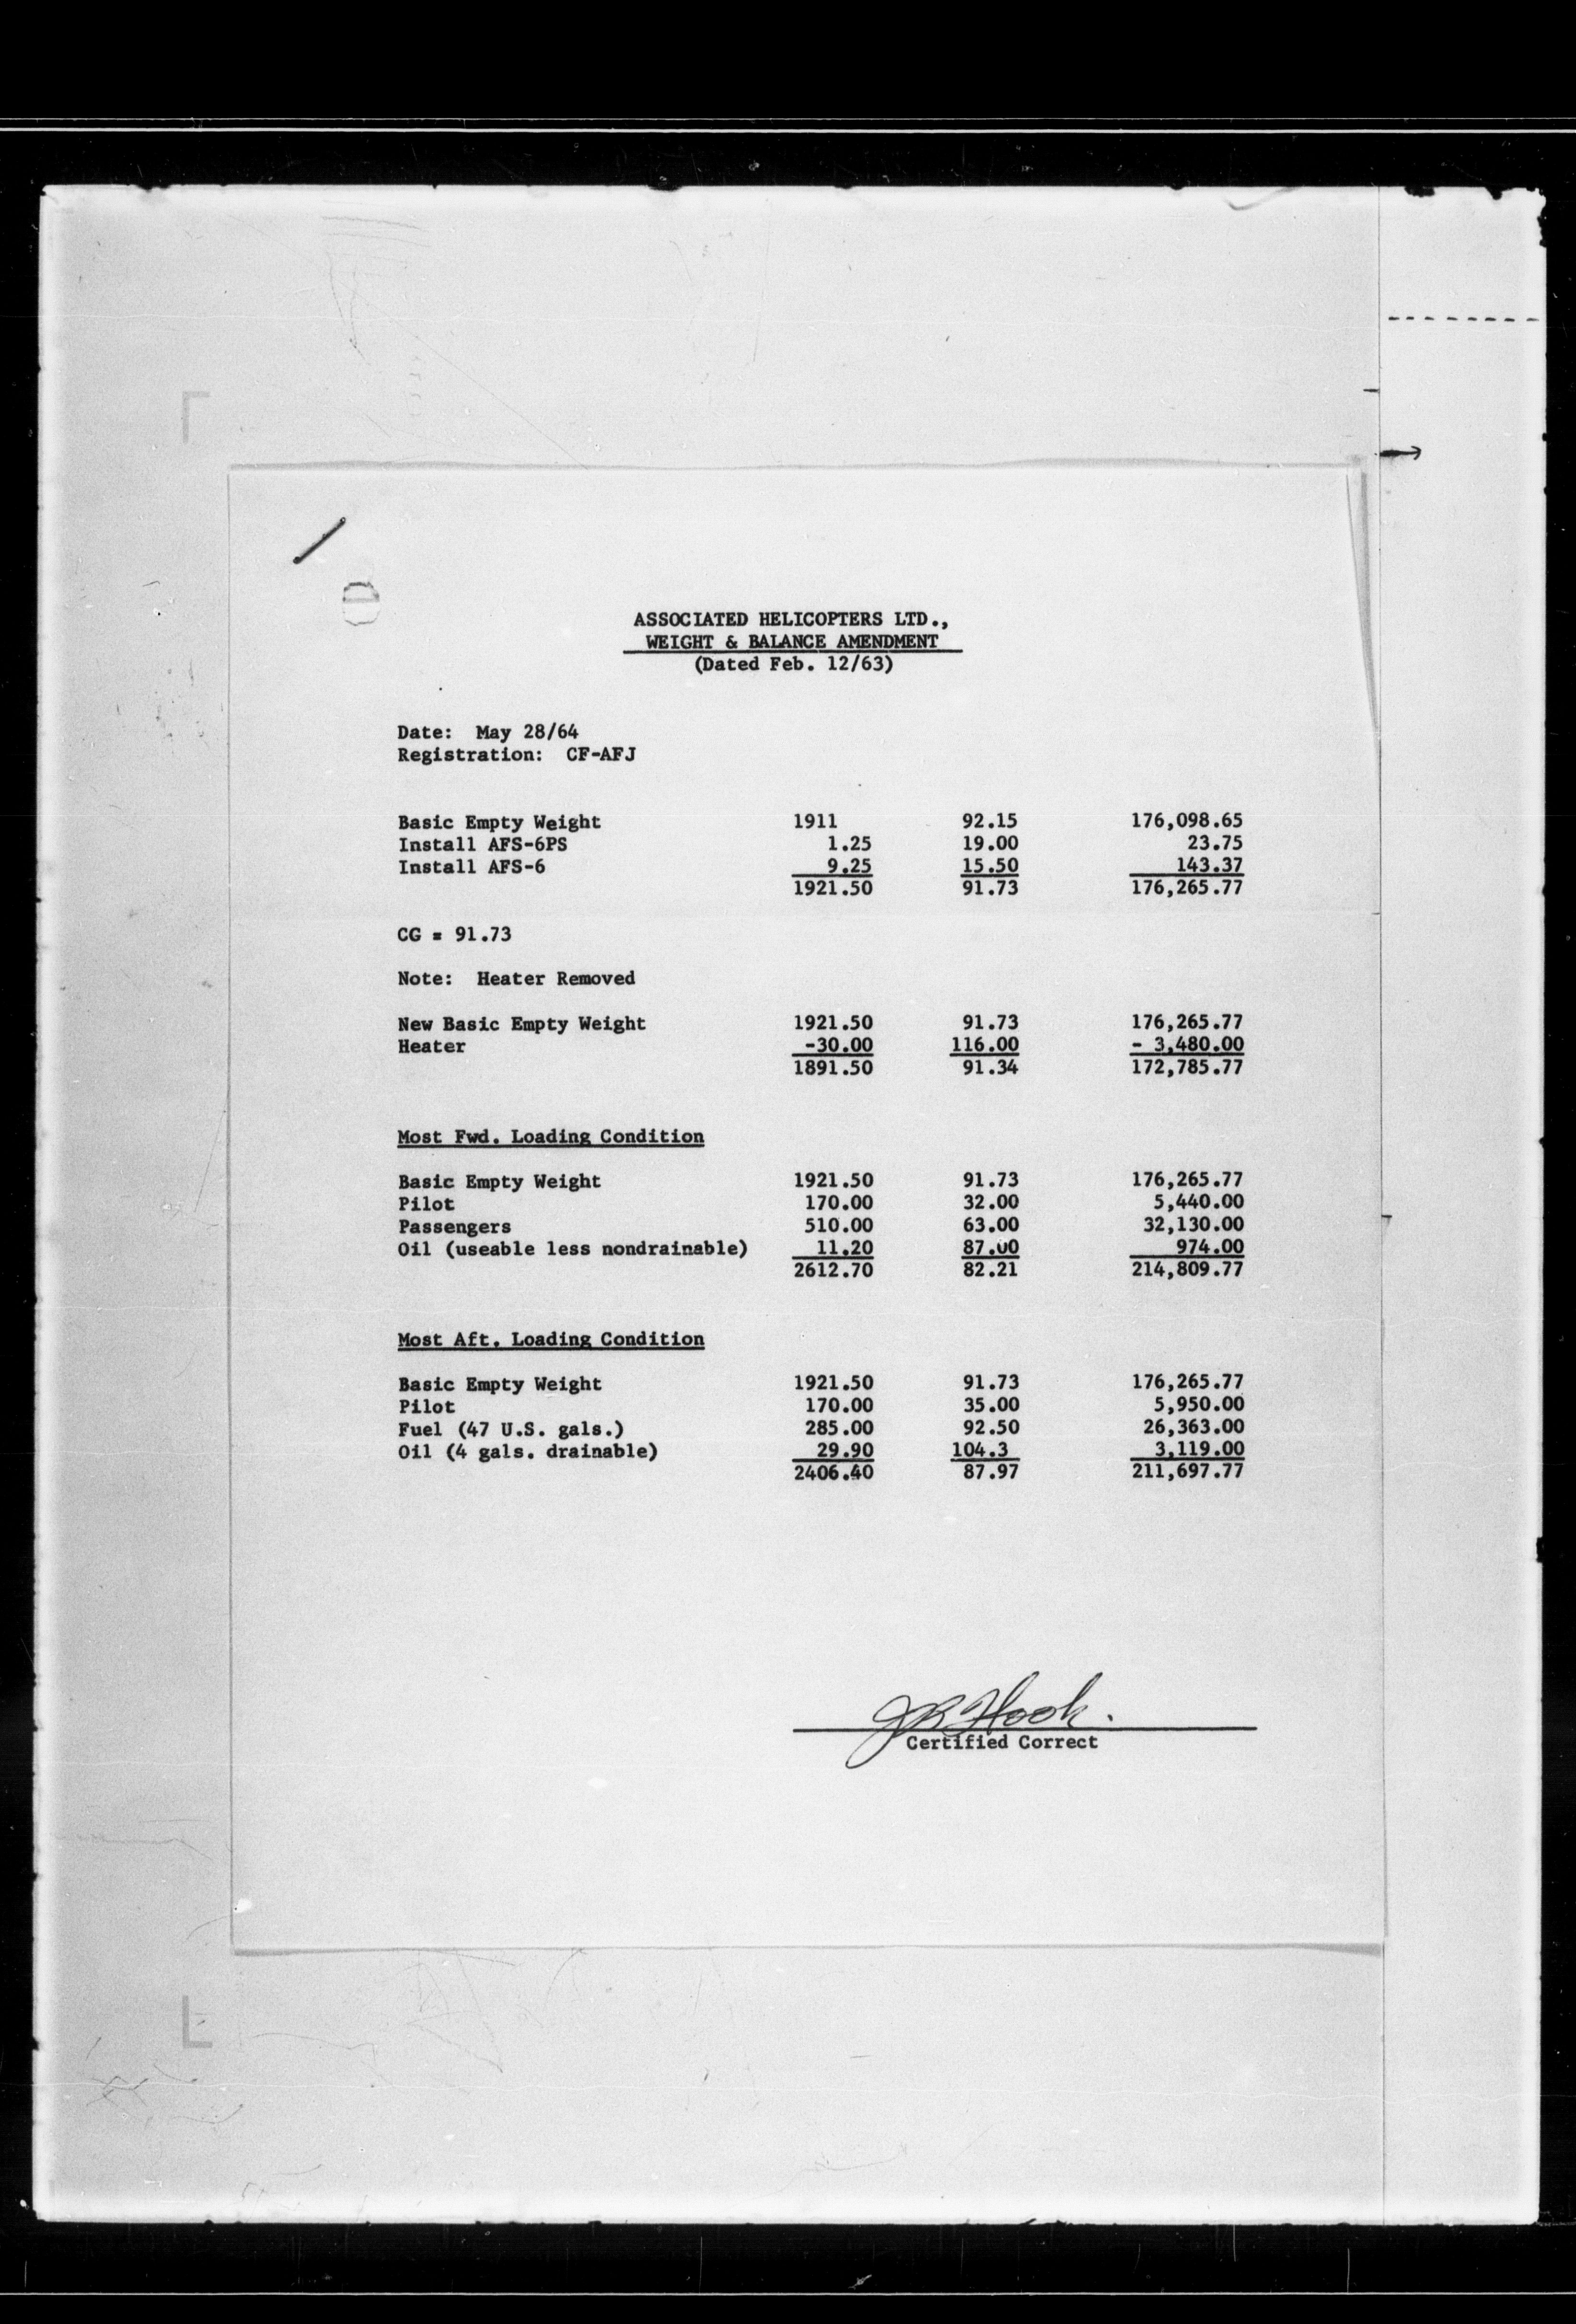 ASSOCIATED HELICOPTERS LTD.,
WEIGHT & BALANCE AMENDMENT
(Dated Feb. 12/63)
Date: May 28/64
Registration: CF-AFJ
Basic Empty Weight 1911 92.15 176,098.65
Install AFS-6PS 1.25 19.00 23.75
Install AFS-6 9.25 15.50 143.37
1921.50 91.73 176,265.77
CG = 91.73
Note: Heater Removed
New Basic Empty Weight 1921.50 91.73 176,265.77
Heater -30.00 116.00 - 3,480.00
1891.50 91.34 172,785.77
Most Fwd. Loading Condition
Basic Empty Weight 1921.50 91.73 176,265.77
Pilot 170.00 32.00 5,440.00
Passengers 510.00 63.00 32,130.00
Oil (useable less nondrainable) 11.20 87.00 974.00
2612.70 82.21 214,809.77
Most Aft. Loading Condition
Basic Empty Weight 1921.50 91.73 176,265.77
Pilot 170.00 35.00 5,950.00
Fuel (47 U.S. gals.) 285.00 92.50 26,363.00
Oil (4 gals. drainable) 29.90 104.3 3,119.00
2406.40 87.97 211,697.77
JB Hook.
Certified Correct